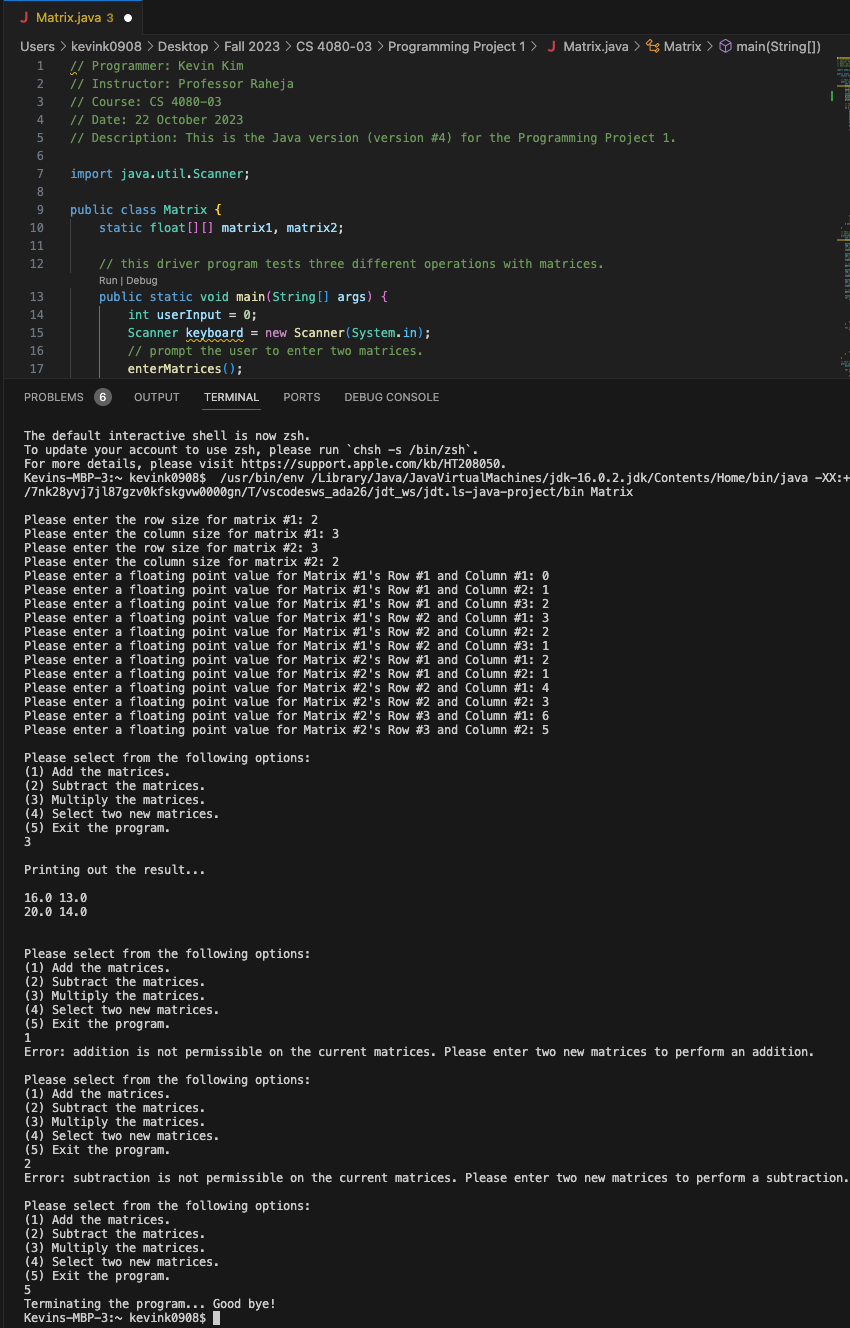 J Matrix.java 3
Users > kevink0908 > Desktop > Fall 2023 > CS 4080-03 > Programming Project 1 > J Matrix.java > Matrix > main(String[])
1 // Programmer: Kevin Kim
2 // Instructor: Professor Raheja
3 // Course: CS 4080-03
4 // Date: 22 October 2023
5 // Description: This is the Java version (version #4) for the Programming Project 1.
6
7 import java.util.Scanner;
8
9 public class Matrix {
10 static float[][] matrix1, matrix2;
11
12 // this driver program tests three different operations with matrices.
Run | Debug
13 public static void main(String[] args) {
14 int userInput = 0;
15 Scanner keyboard = new Scanner(System.in);
16 // prompt the user to enter two matrices.
17 enterMatrices();
PROBLEMS 6 OUTPUT TERMINAL PORTS DEBUG CONSOLE
The default interactive shell is now zsh.
To update your account to use zsh, please run `chsh -s /bin/zsh`.
For more details, please visit https://support.apple.com/kb/HT208050.
Kevins-MBP-3:~ kevink0908$ /usr/bin/env /Library/Java/JavaVirtualMachines/jdk-16.0.2.jdk/Contents/Home/bin/java -XX:+
/7nk28yvj7jl87gzv0kfskgvw0000gn/T/vscodesws_ada26/jdt_ws/jdt.ls-java-project/bin Matrix
Please enter the row size for matrix #1: 2
Please enter the column size for matrix #1: 3
Please enter the row size for matrix #2: 3
Please enter the column size for matrix #2: 2
Please enter a floating point value for Matrix #1's Row #1 and Column #1: 0
Please enter a floating point value for Matrix #1's Row #1 and Column #2: 1
Please enter a floating point value for Matrix #1's Row #1 and Column #3: 2
Please enter a floating point value for Matrix #1's Row #2 and Column #1: 3
Please enter a floating point value for Matrix #1's Row #2 and Column #2: 2
Please enter a floating point value for Matrix #1's Row #2 and Column #3: 1
Please enter a floating point value for Matrix #2's Row #1 and Column #1: 2
Please enter a floating point value for Matrix #2's Row #1 and Column #2: 1
Please enter a floating point value for Matrix #2's Row #2 and Column #1: 4
Please enter a floating point value for Matrix #2's Row #2 and Column #2: 3
Please enter a floating point value for Matrix #2's Row #3 and Column #1: 6
Please enter a floating point value for Matrix #2's Row #3 and Column #2: 5
Please select from the following options:
(1) Add the matrices.
(2) Subtract the matrices.
(3) Multiply the matrices.
(4) Select two new matrices.
(5) Exit the program.
3
Printing out the result...
16.0 13.0
20.0 14.0
Please select from the following options:
(1) Add the matrices.
(2) Subtract the matrices.
(3) Multiply the matrices.
(4) Select two new matrices.
(5) Exit the program.
1
Error: addition is not permissible on the current matrices. Please enter two new matrices to perform an addition.
Please select from the following options:
(1) Add the matrices.
(2) Subtract the matrices.
(3) Multiply the matrices.
(4) Select two new matrices.
(5) Exit the program.
2
Error: subtraction is not permissible on the current matrices. Please enter two new matrices to perform a subtraction.
Please select from the following options:
(1) Add the matrices.
(2) Subtract the matrices.
(3) Multiply the matrices.
(4) Select two new matrices.
(5) Exit the program.
5
Terminating the program... Good bye!
Kevins-MBP-3:~ kevink0908$